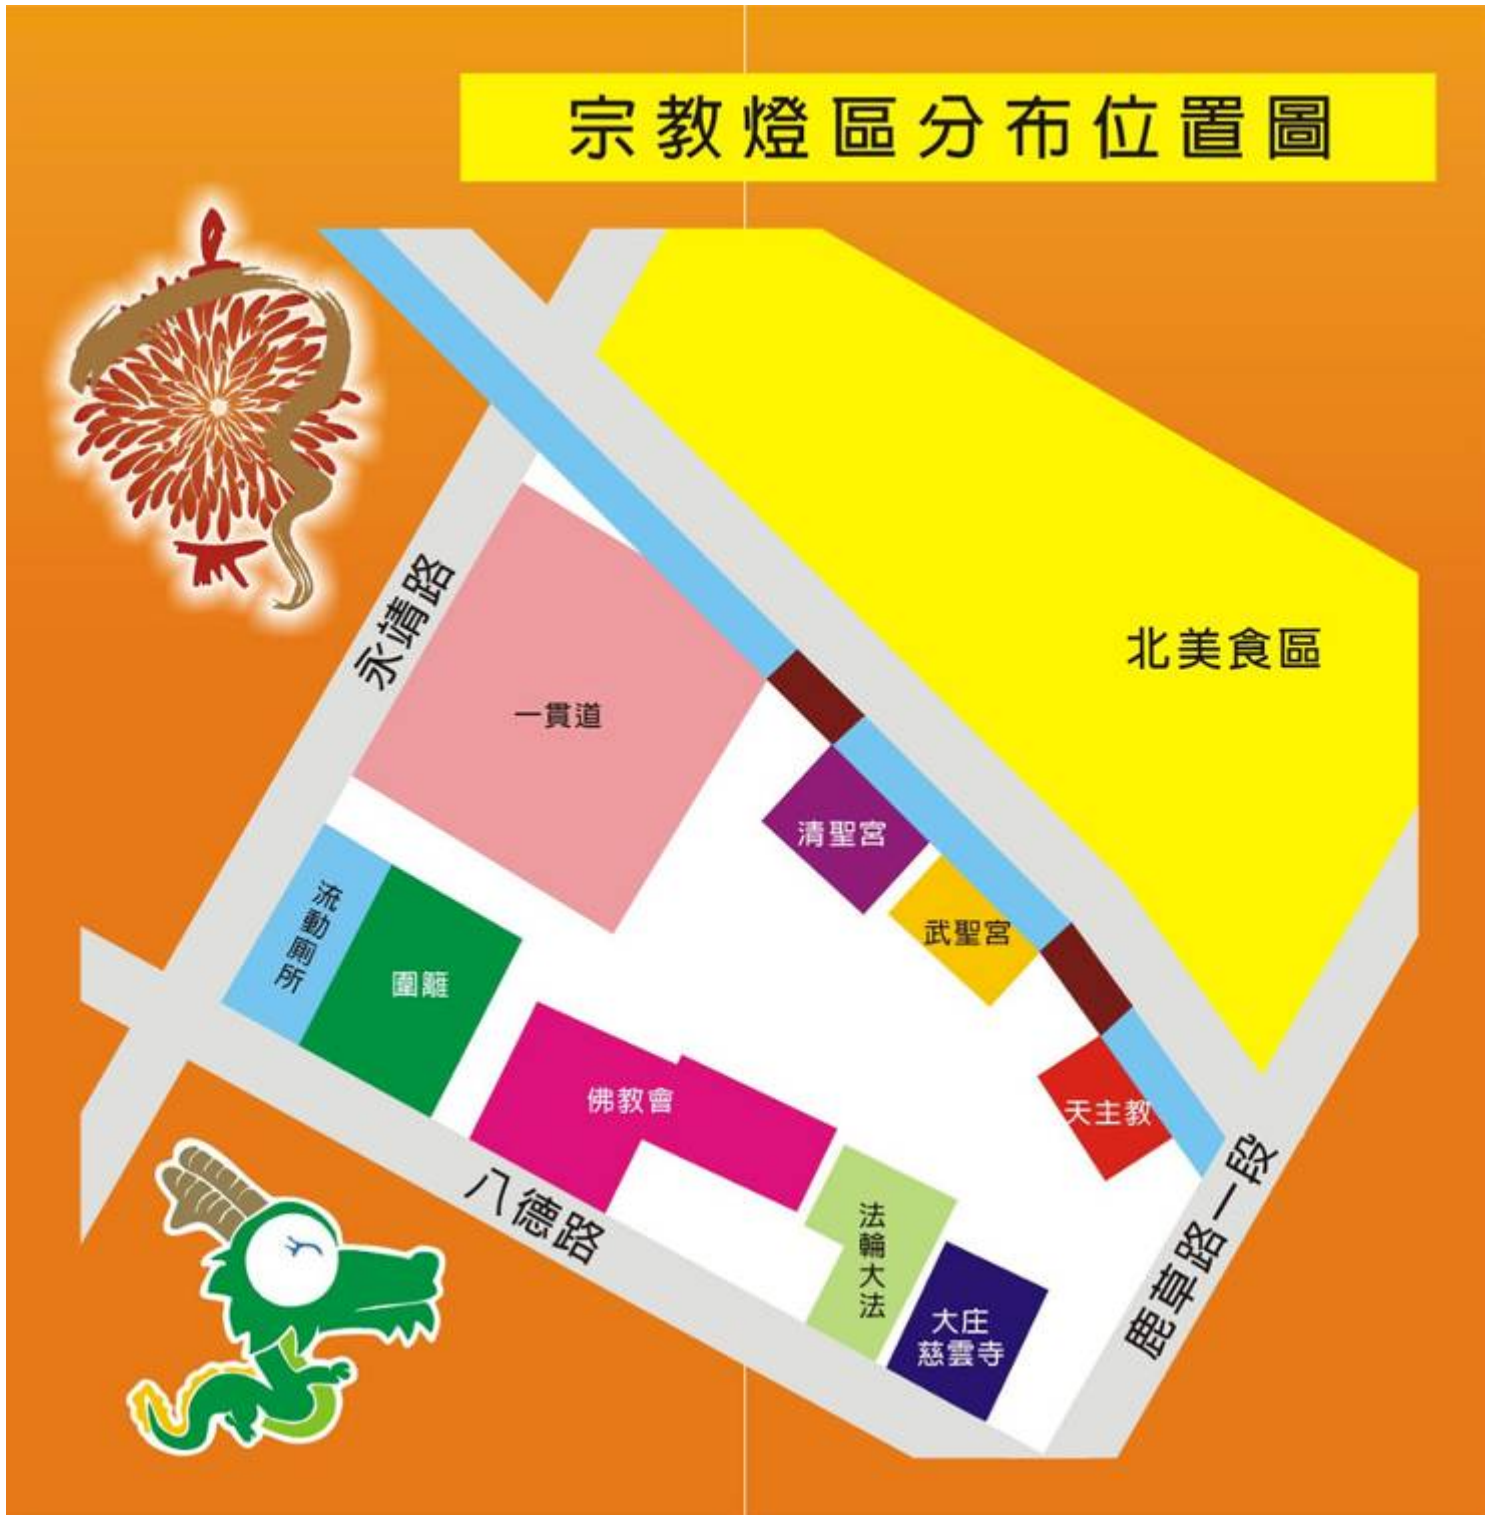 宗教燈區分布位置圖
永靖路
北美食區
一貫道
清聖宮
武聖宮
流動廁所
圍籬
佛教會
天主教
八德路
法輪大法
大庄
慈雲寺
鹿草路一段